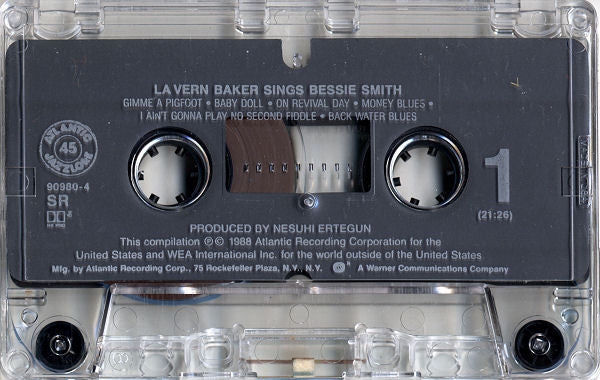 LAVERN BAKER SINGS BESSIE SMITH
GIMME A PIGFOOT • BABY DOLL • ON REVIVAL DAY • MONEY BLUES •
I AIN'T GONNA PLAY NO SECOND FIDDLE • BACK WATER BLUES
ATLANTIC
45
JAZZLORE
90980-4
SR
1
(21:26)
PRODUCED BY NESUHI ERTEGUN
This compilation ℗© 1988 Atlantic Recording Corporation for the
United States and WEA International Inc. for the world outside of the United States
Mfg. by Atlantic Recording Corp., 75 Rockefeller Plaza, N.Y., N.Y. ® A Warner Communications Company